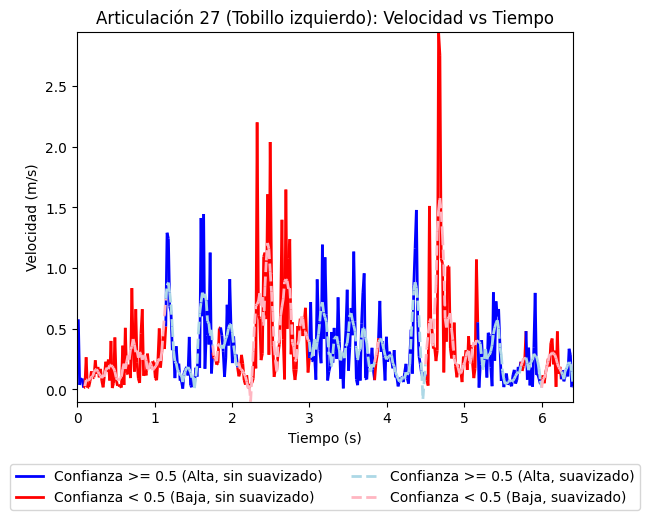 Articulación 27 (Tobillo izquierdo): Velocidad vs Tiempo
Velocidad (m/s)
2.5
2.0
1.5
1.0
0.5
0.0
0 1 2 3 4 5 6
Tiempo (s)
Confianza >= 0.5 (Alta, sin suavizado) Confianza >= 0.5 (Alta, suavizado)
Confianza < 0.5 (Baja, sin suavizado) Confianza < 0.5 (Baja, suavizado)